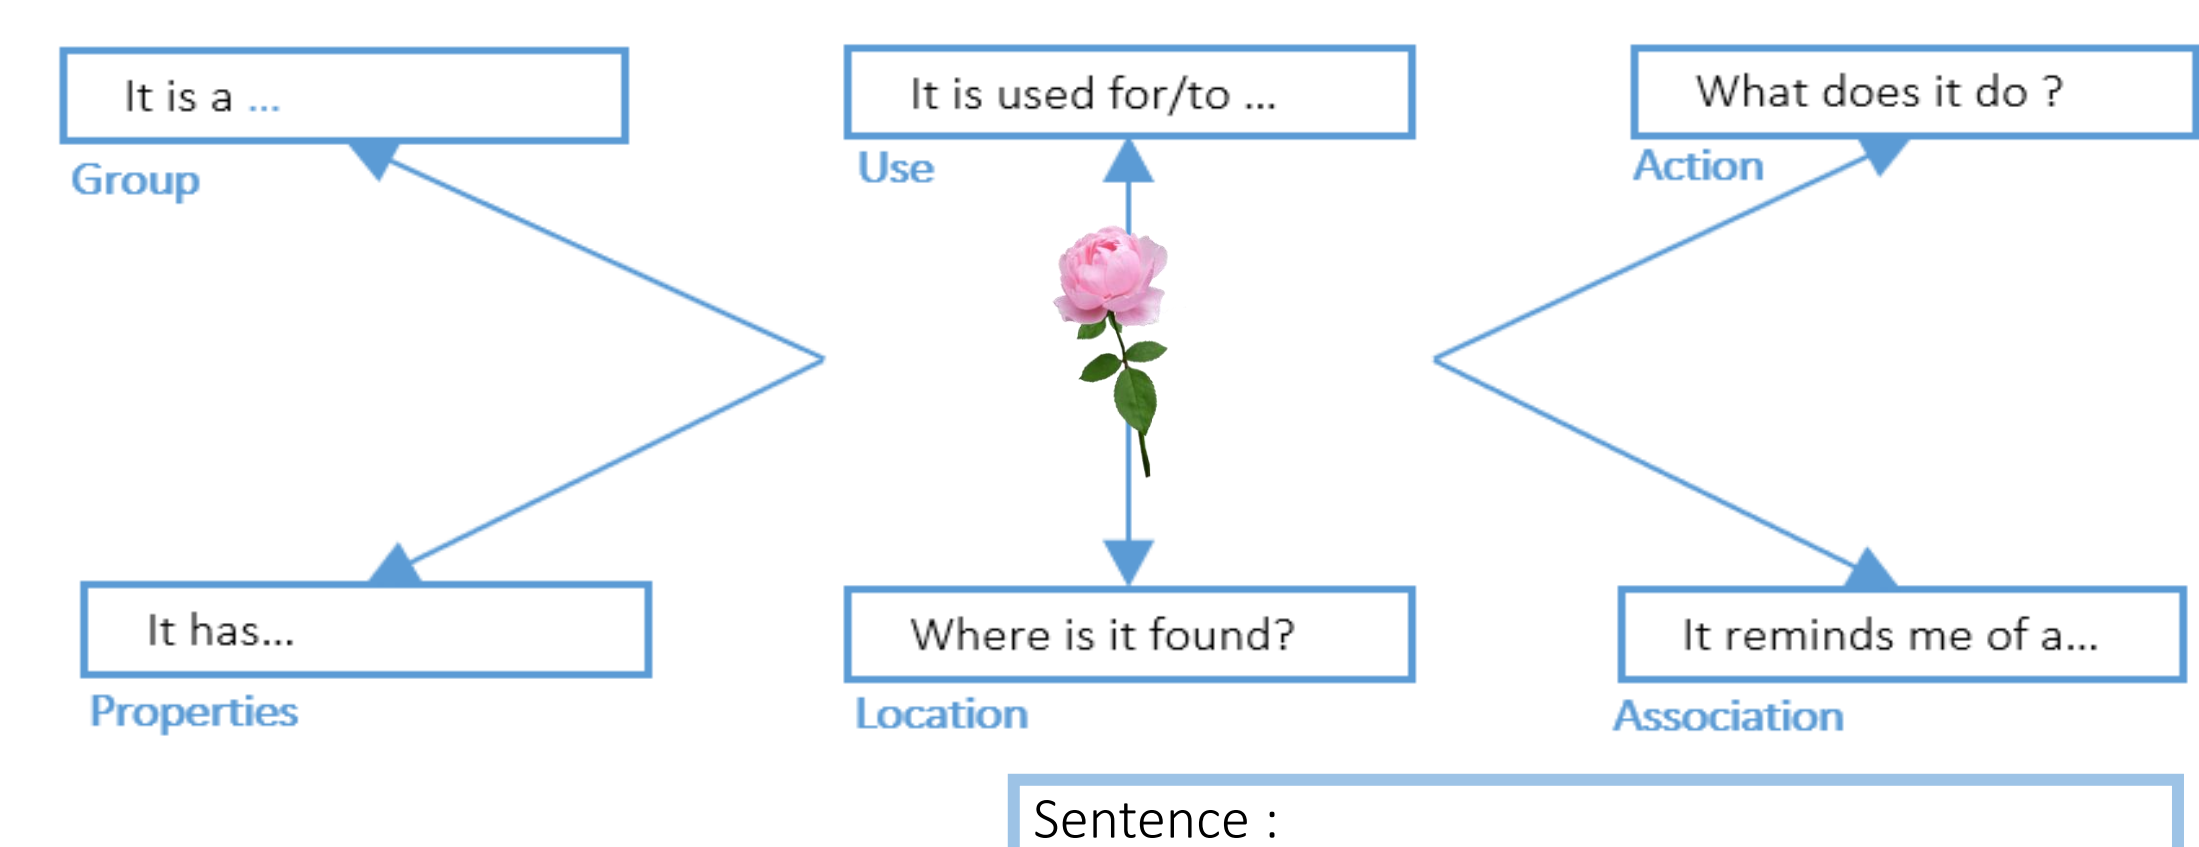 It is a ...
Group
It is used for/to ...
Use
What does it do ?
Action
It has...
Properties
Where is it found?
Location
It reminds me of a...
Association
Sentence :